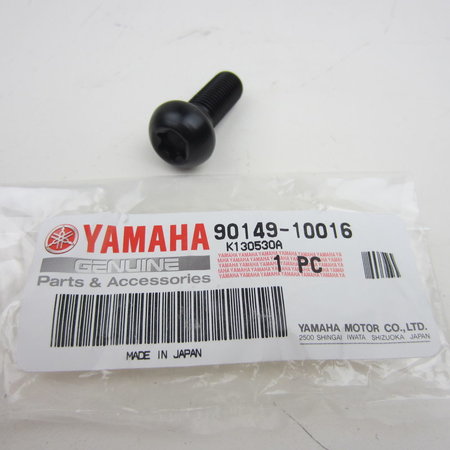 YAMAHA 90149-10016
K130530A
GENUINE
Parts & Accessories
1 PC
YAMAHA MOTOR CO., LTD.
2500 SHINGAI IWATA SHIZUOKA JAPAN
MADE IN JAPAN